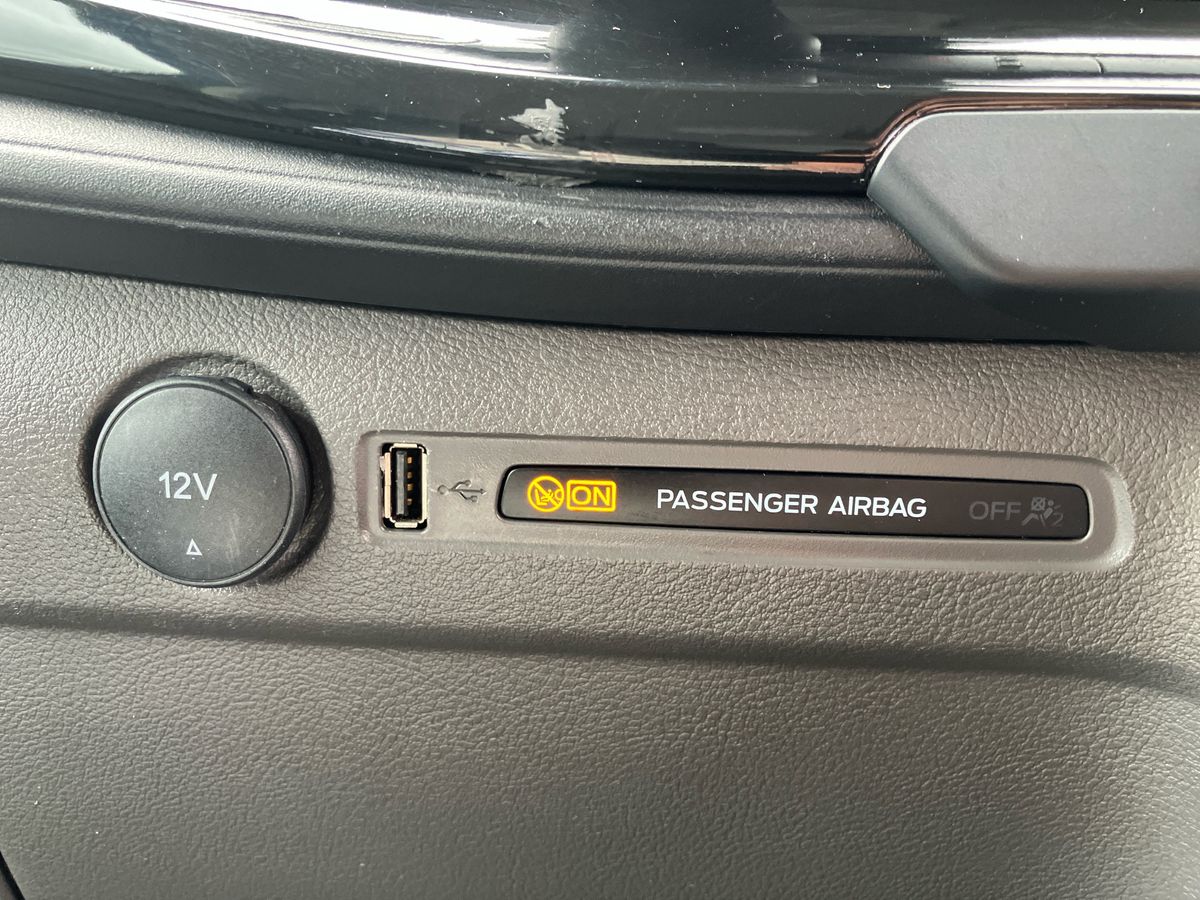 12V
ON PASSENGER AIRBAG OFF